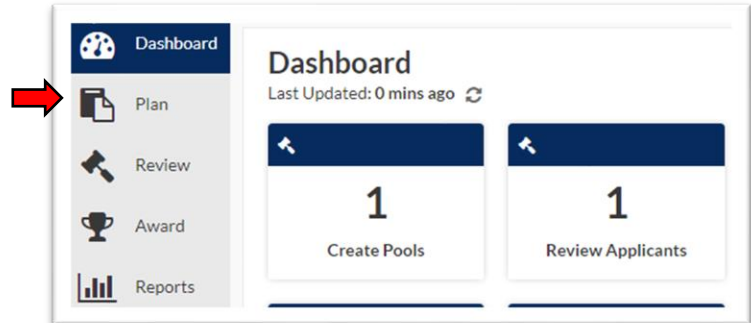 Dashboard
Plan
Review
Award
Reports
Dashboard
Last Updated: 0 mins ago
1
Create Pools
1
Review Applicants